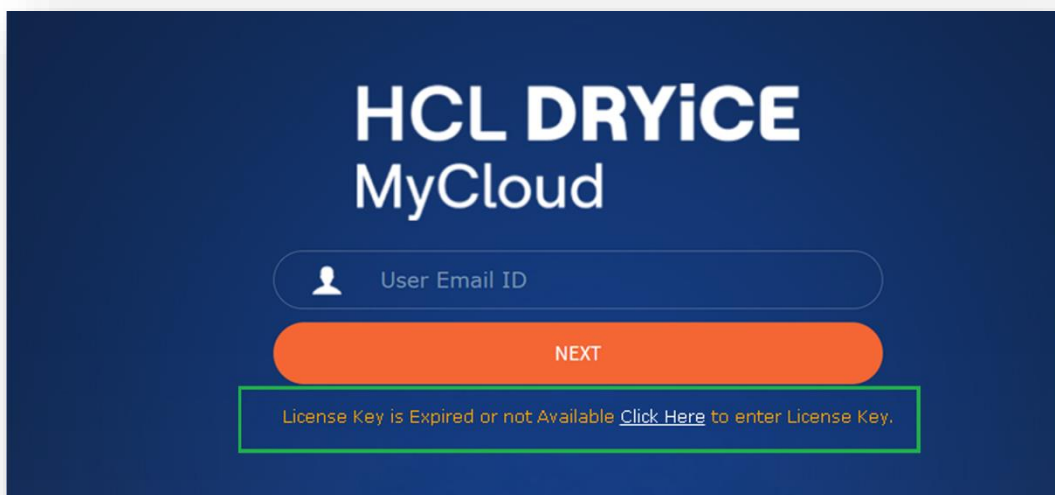 HCL DRYiCE
MyCloud
User Email ID
NEXT
License Key is Expired or not Available Click Here to enter License Key.